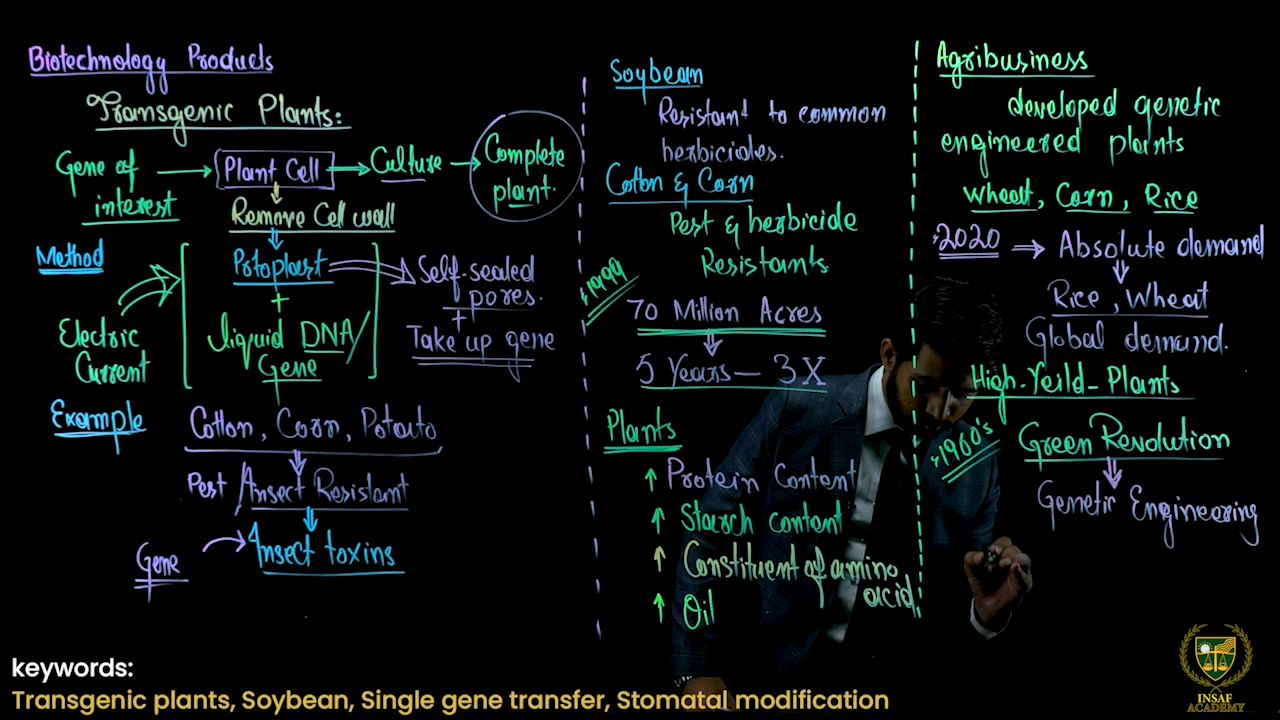 Biotechnology Products
Transgenic Plants:
Gene of interest → Plant Cell → Culture → Complete plant.
Remove Cell wall
Method
Potoplast
Self-sealed pores.
+
+
liquid DNA/
Gene
Take up gene
Electric
Current
Example
Cotton, Corn, Potato
Pest/Insect Resistant
Gene
Insect toxins
Soybean
Resistant to common
herbicides.
Cotton & Corn
Pest & herbicide
Resistants
1999
70 Million Acres
5 Years – 3X
Plants
↑ Protein Content
↑ Starch content
↑ Constituent of amino
acid
↑ Oil
Agribusiness
developed genetic
engineered plants
Wheat, Corn, Rice
2020 ⇒ Absolute demand
Rice, Wheat
Global demand.
High-Yeild-Plants
1960's
Green Revolution
Genetic Engineering
keywords:
Transgenic plants, Soybean, Single gene transfer, Stomatal modification
INSAF
ACADEMY